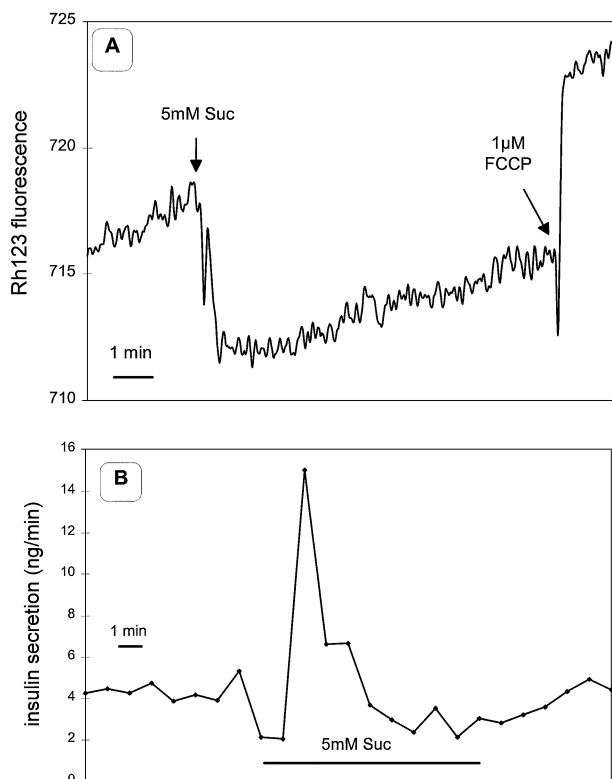 725
A
5mM Suc
720
1µM
FCCP
Rh123 fluorescence
715
1 min
710
16
B
14
12
10
insulin secretion (ng/min)
8
1 min
6
4
5mM Suc
2
0